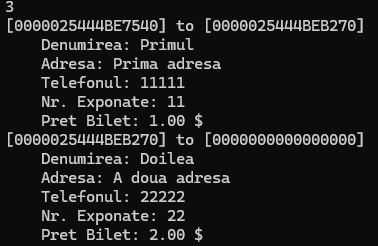 3
[0000025444BE7540] to [0000025444BEB270]
Denumirea: Primul
Adresa: Prima adresa
Telefonul: 11111
Nr. Exponate: 11
Pret Bilet: 1.00 $
[0000025444BEB270] to [0000000000000000]
Denumirea: Doilea
Adresa: A doua adresa
Telefonul: 22222
Nr. Exponate: 22
Pret Bilet: 2.00 $